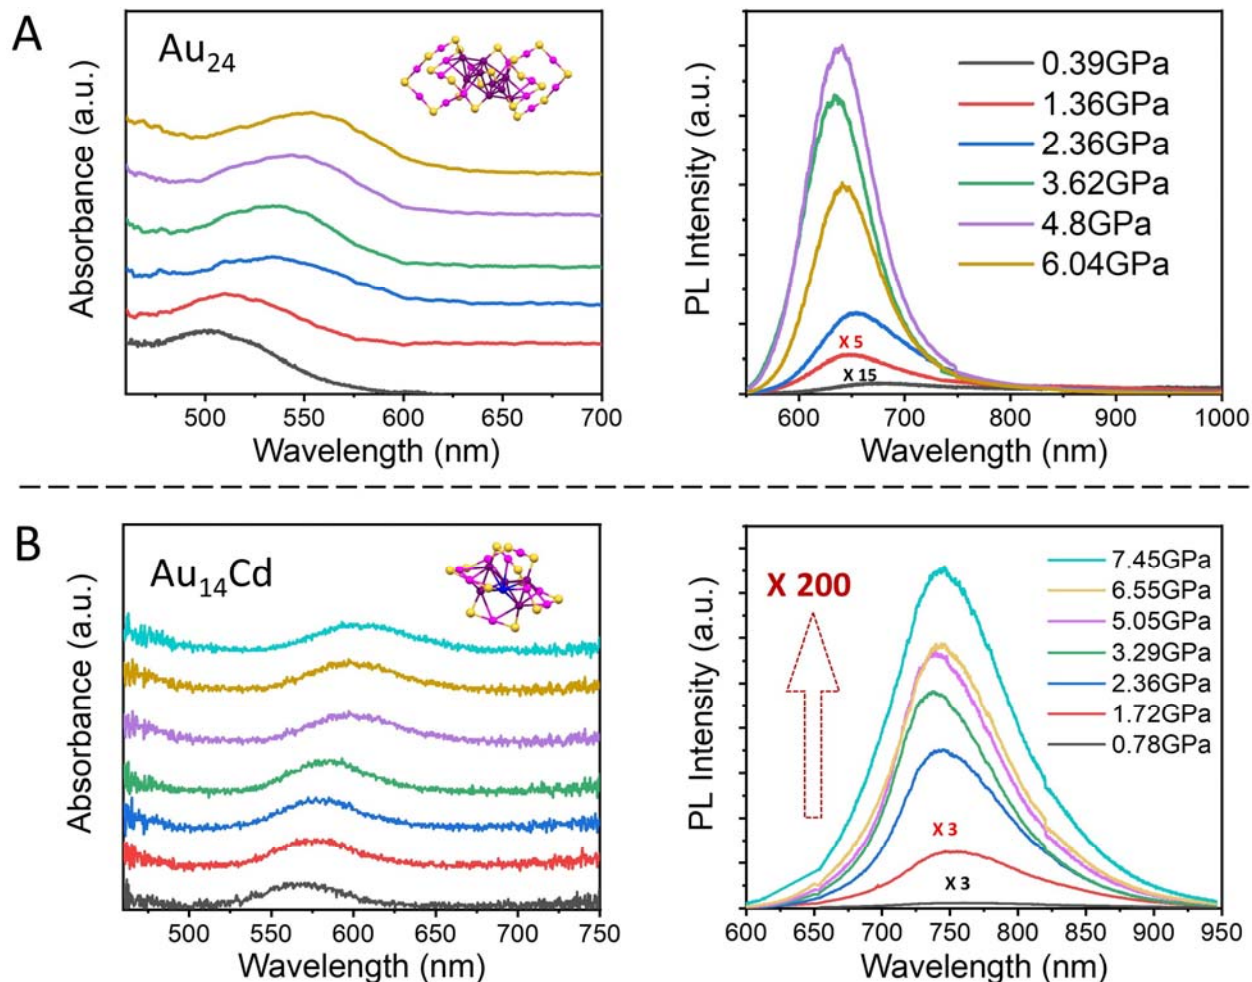 A
Au24
Absorbance (a.u.)
500 550 600 650 700
Wavelength (nm)
PL Intensity (a.u.)
0.39GPa
1.36GPa
2.36GPa
3.62GPa
4.8GPa
6.04GPa
X 5
X 15
600 700 800 900 1000
Wavelength (nm)
B
Au14Cd
Absorbance (a.u.)
500 550 600 650 700 750
Wavelength (nm)
PL Intensity (a.u.)
X 200
7.45GPa
6.55GPa
5.05GPa
3.29GPa
2.36GPa
1.72GPa
0.78GPa
X 3
X 3
600 650 700 750 800 850 900 950
Wavelength (nm)